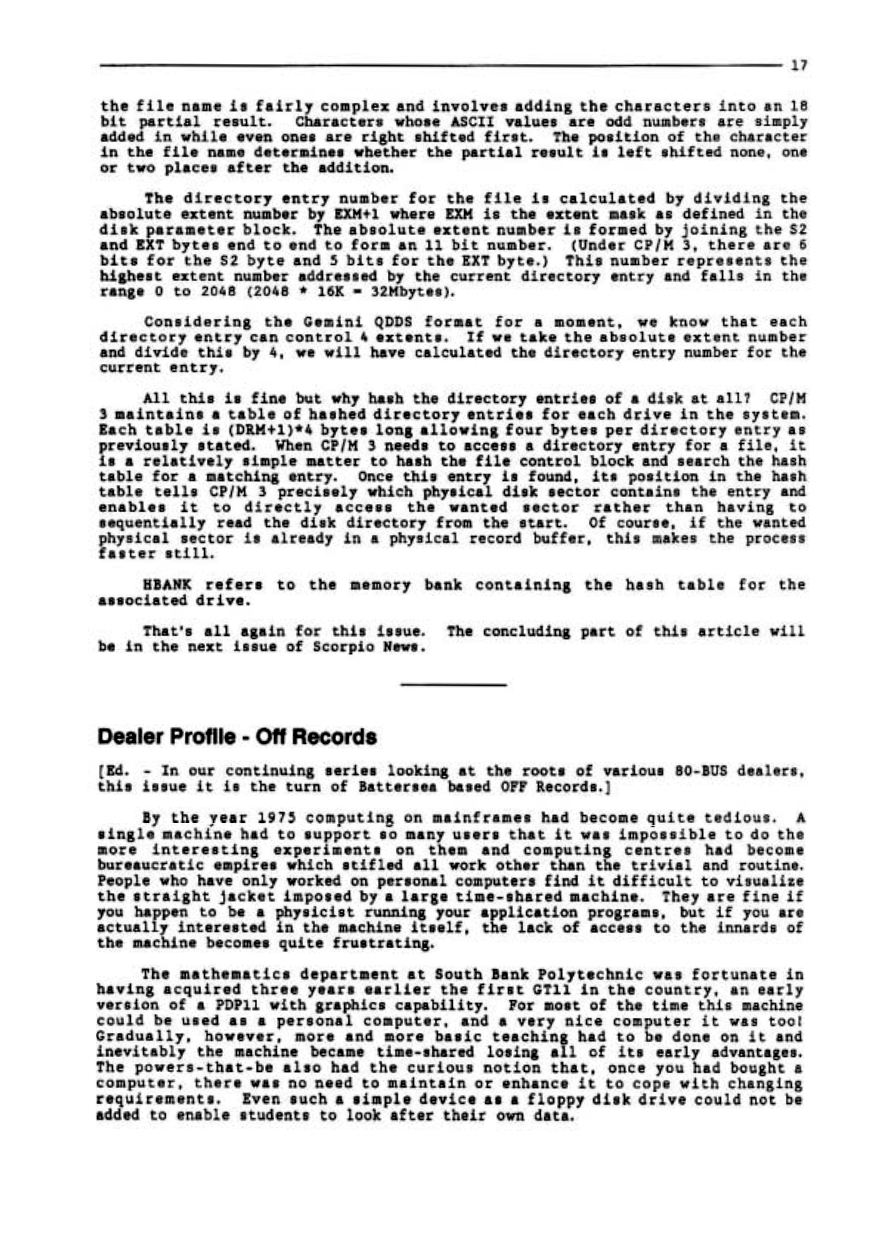 17
the file name is fairly complex and involves adding the characters into an 18
bit partial result. Characters whose ASCII values are odd numbers are simply
added in while even ones are right shifted first. The position of the character
in the file name determines whether the partial result is left shifted none, one
or two places after the addition.
The directory entry number for the file is calculated by dividing the
absolute extent number by EXM+1 where EXM is the extent mask as defined in the
disk parameter block. The absolute extent number is formed by joining the S2
and EXT bytes end to end to form an 11 bit number. (Under CP/M 3, there are 6
bits for the S2 byte and 5 bits for the EXT byte.) This number represents the
highest extent number addressed by the current directory entry and falls in the
range 0 to 2048 (2048 * 16K = 32Mbytes).
Considering the Gemini QDDS format for a moment, we know that each
directory entry can control 4 extents. If we take the absolute extent number
and divide this by 4, we will have calculated the directory entry number for the
current entry.
All this is fine but why hash the directory entries of a disk at all? CP/M
3 maintains a table of hashed directory entries for each drive in the system.
Each table is (DRM+1)*4 bytes long allowing four bytes per directory entry as
previously stated. When CP/M 3 needs to access a directory entry for a file, it
is a relatively simple matter to hash the file control block and search the hash
table for a matching entry. Once this entry is found, its position in the hash
table tells CP/M 3 precisely which physical disk sector contains the entry and
enables it to directly access the wanted sector rather than having to
sequentially read the disk directory from the start. Of course, if the wanted
physical sector is already in a physical record buffer, this makes the process
faster still.
HBANK refers to the memory bank containing the hash table for the
associated drive.
That's all again for this issue. The concluding part of this article will
be in the next issue of Scorpio News.
Dealer Profile - Off Records
[Ed. - In our continuing series looking at the roots of various 80-BUS dealers,
this issue it is the turn of Battersea based OFF Records.]
By the year 1975 computing on mainframes had become quite tedious. A
single machine had to support so many users that it was impossible to do the
more interesting experiments on them and computing centres had become
bureaucratic empires which stifled all work other than the trivial and routine.
People who have only worked on personal computers find it difficult to visualize
the straight jacket imposed by a large time-shared machine. They are fine if
you happen to be a physicist running your application programs, but if you are
actually interested in the machine itself, the lack of access to the innards of
the machine becomes quite frustrating.
The mathematics department at South Bank Polytechnic was fortunate in
having acquired three years earlier the first GT11 in the country, an early
version of a PDP11 with graphics capability. For most of the time this machine
could be used as a personal computer, and a very nice computer it was too!
Gradually, however, more and more basic teaching had to be done on it and
inevitably the machine became time-shared losing all of its early advantages.
The powers-that-be also had the curious notion that, once you had bought a
computer, there was no need to maintain or enhance it to cope with changing
requirements. Even such a simple device as a floppy disk drive could not be
added to enable students to look after their own data.